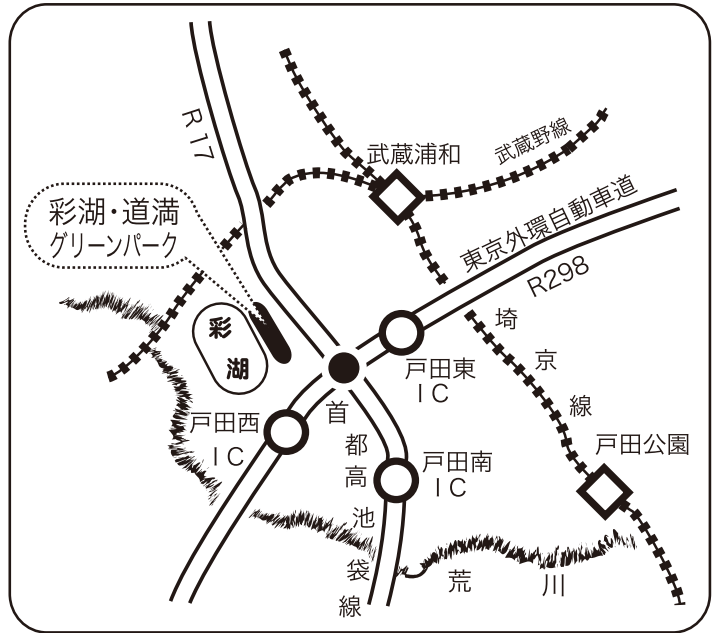 R 17
武蔵浦和
武蔵野線
彩湖・道満
グリーンパーク
東京外環自動車道
R298
彩湖
戸田東
IC
埼京線
戸田西
IC
首都高池袋線
戸田南
IC
戸田公園
荒川